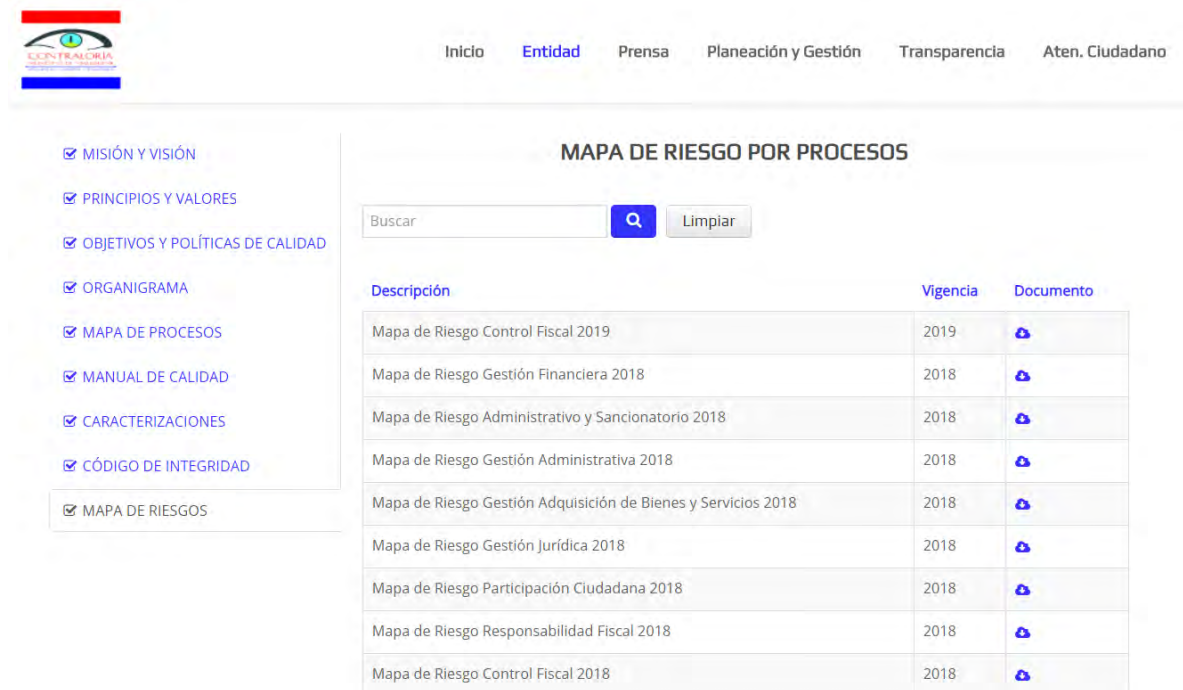 CONTRALORÍA
Inicio Entidad Prensa Planeación y Gestión Transparencia Aten. Ciudadano
MISIÓN Y VISIÓN
PRINCIPIOS Y VALORES
OBJETIVOS Y POLÍTICAS DE CALIDAD
ORGANIGRAMA
MAPA DE PROCESOS
MANUAL DE CALIDAD
CARACTERIZACIONES
CÓDIGO DE INTEGRIDAD
MAPA DE RIESGOS
MAPA DE RIESGO POR PROCESOS
Buscar Limpiar
Descripción Vigencia Documento
Mapa de Riesgo Control Fiscal 2019 2019
Mapa de Riesgo Gestión Financiera 2018 2018
Mapa de Riesgo Administrativo y Sancionatorio 2018 2018
Mapa de Riesgo Gestión Administrativa 2018 2018
Mapa de Riesgo Gestión Adquisición de Bienes y Servicios 2018 2018
Mapa de Riesgo Gestión Jurídica 2018 2018
Mapa de Riesgo Participación Ciudadana 2018 2018
Mapa de Riesgo Responsabilidad Fiscal 2018 2018
Mapa de Riesgo Control Fiscal 2018 2018